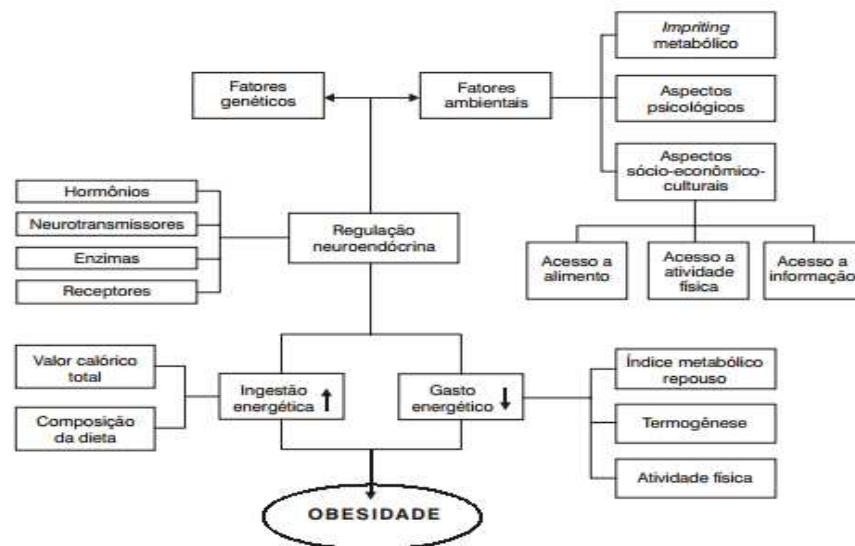 Impriting
metabólico
Fatores
genéticos
Fatores
ambientais
Aspectos
psicológicos
Aspectos
sócio-econômico-
culturais
Hormônios
Neurotransmissores
Enzimas
Receptores
Regulação
neuroendócrina
Acesso a
alimento
Acesso a
atividade
física
Acesso a
informação
Valor calórico
total
Composição
da dieta
Ingestão
energética
Gasto
energético
Índice metabólico
repouso
Termogênese
Atividade física
OBESIDADE